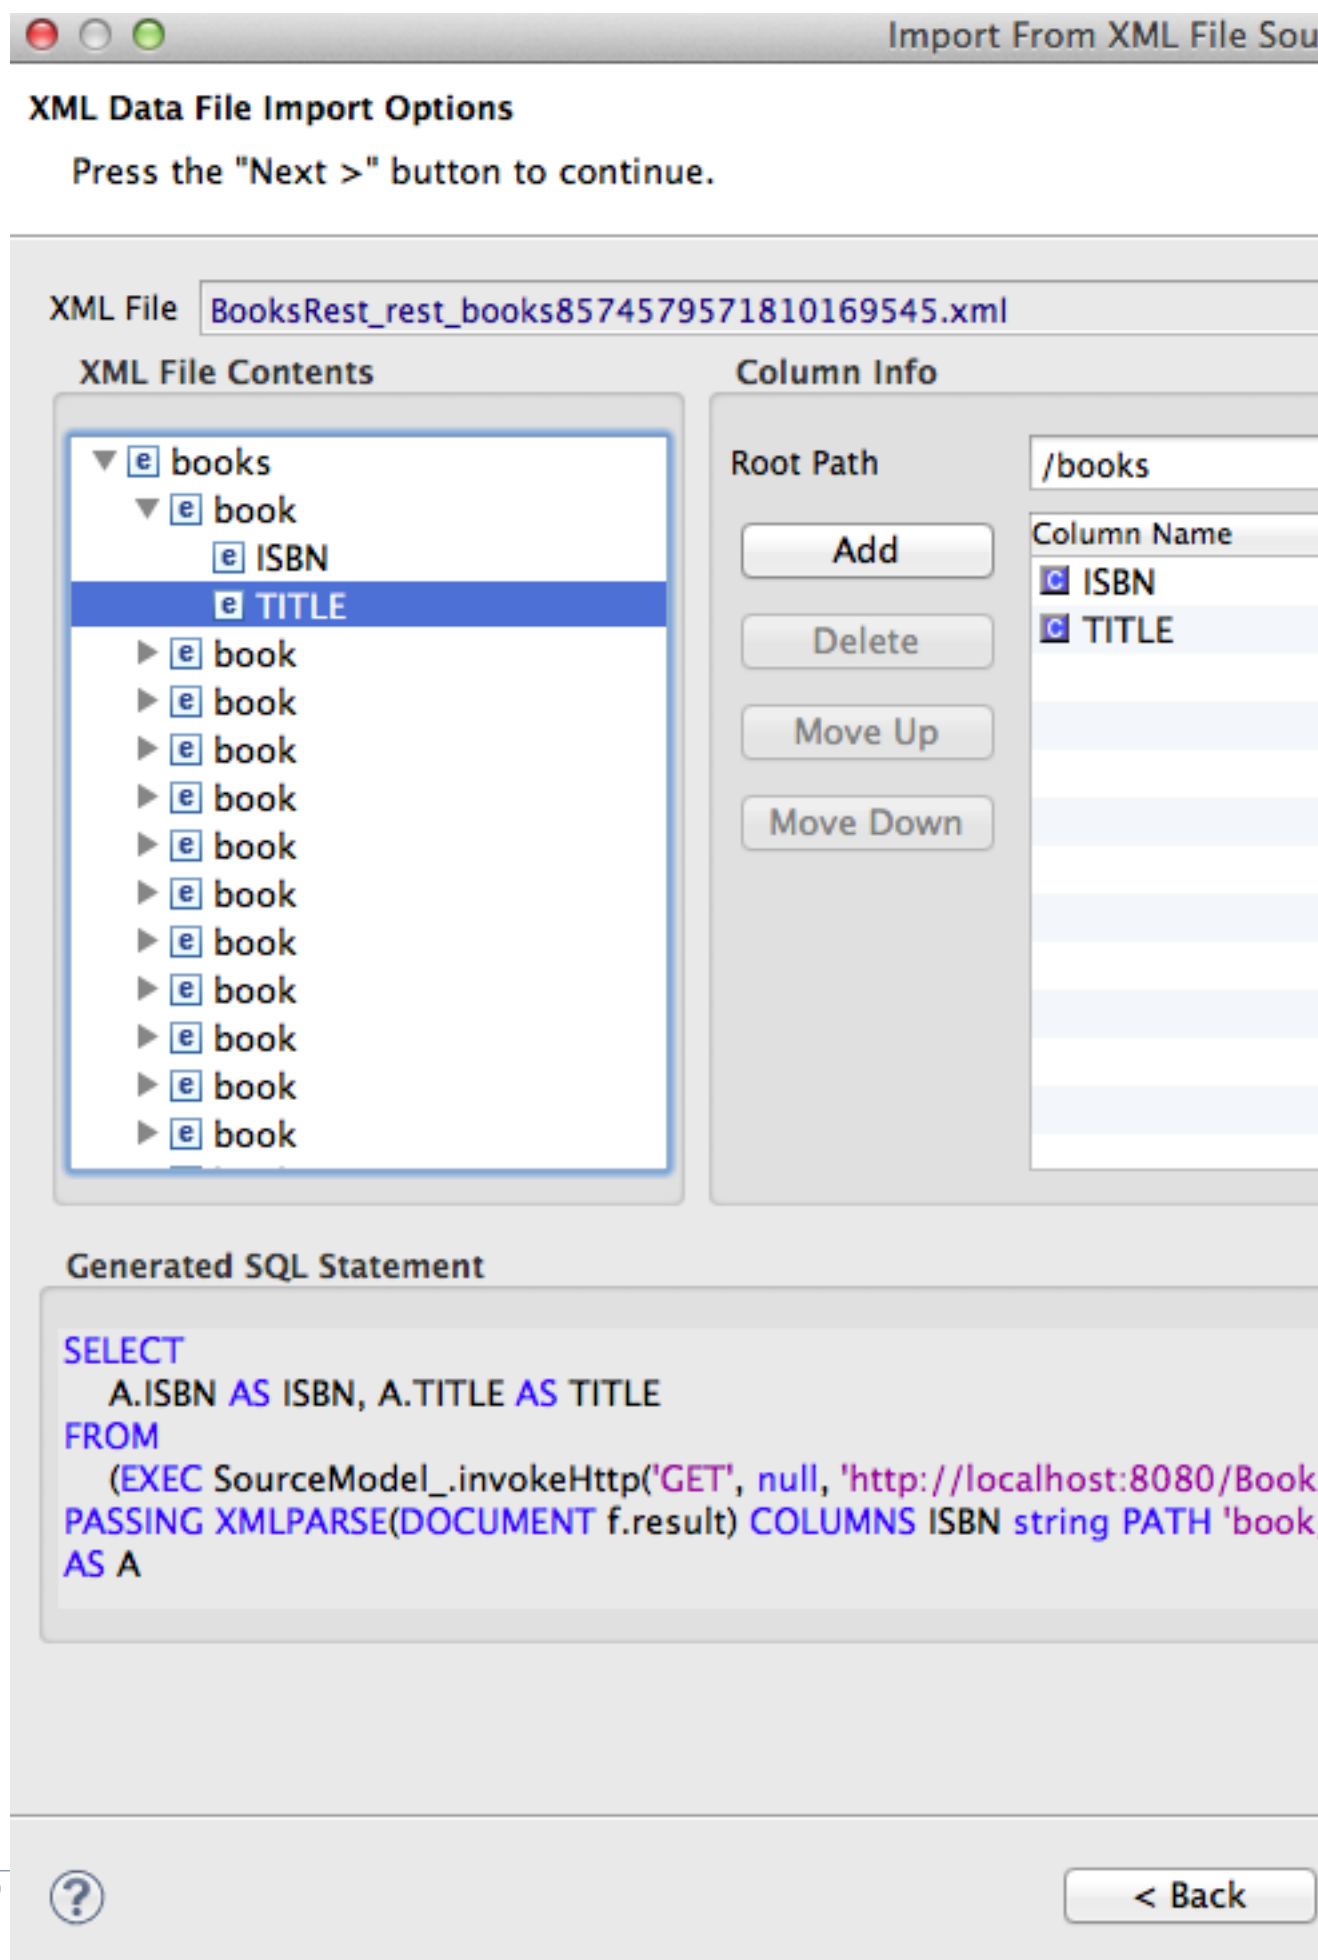 Import From XML File Sou
XML Data File Import Options
Press the "Next >" button to continue.
XML File BooksRest_rest_books8574579571810169545.xml
XML File Contents
e books
e book
e ISBN
e TITLE
e book
e book
e book
e book
e book
e book
e book
e book
e book
e book
e book
Column Info
Root Path /books
Add
Delete
Move Up
Move Down
Column Name
C ISBN
C TITLE
Generated SQL Statement
SELECT
A.ISBN AS ISBN, A.TITLE AS TITLE
FROM
(EXEC SourceModel_.invokeHttp('GET', null, 'http://localhost:8080/Book
PASSING XMLPARSE(DOCUMENT f.result) COLUMNS ISBN string PATH 'book
AS A
?
< Back